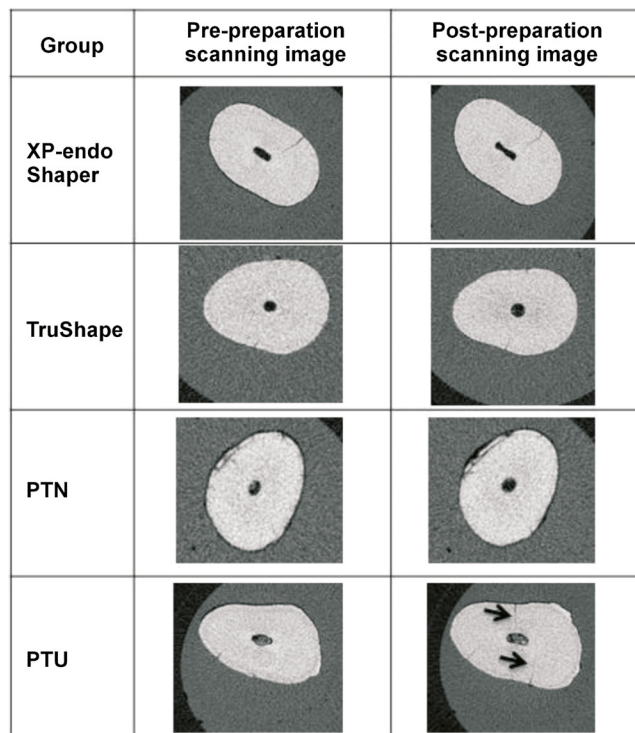 Group
Pre-preparation
scanning image
Post-preparation
scanning image
XP-endo
Shaper
TruShape
PTN
PTU